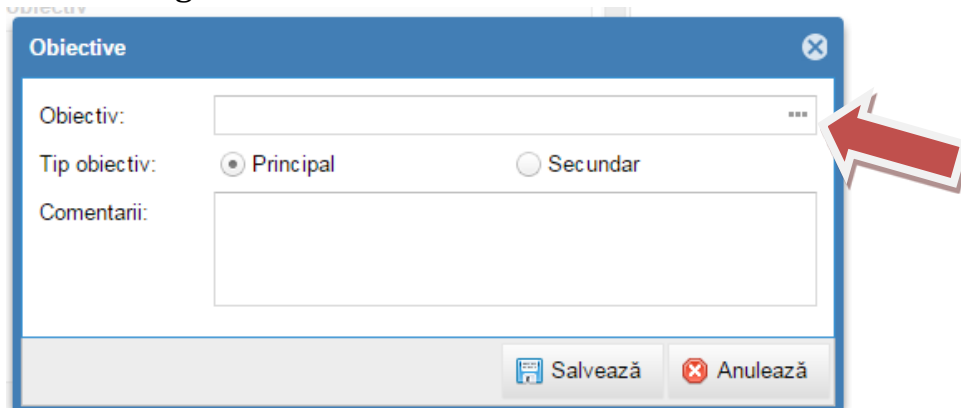 Obiective
Obiectiv:
Tip obiectiv: Principal Secundar
Comentarii:
Salvează Anulează